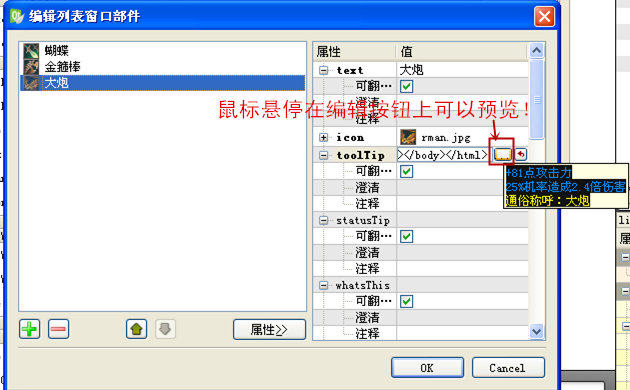 编辑列表窗口部件
蝴蝶
金箍棒
大炮
属性 值
text 大炮
可翻…
澄清
注释
鼠标悬停在编辑按钮上可以预览!
icon rman.jpg
toolTip ></body></html> ...
可翻…
澄清
注释
+81点攻击力
25%机率造成2.4倍伤害
通俗称呼：大炮
statusTip
可翻…
澄清
注释
whatsThis
可翻…
澄清
注释
属性>>
OK Cancel
li
属